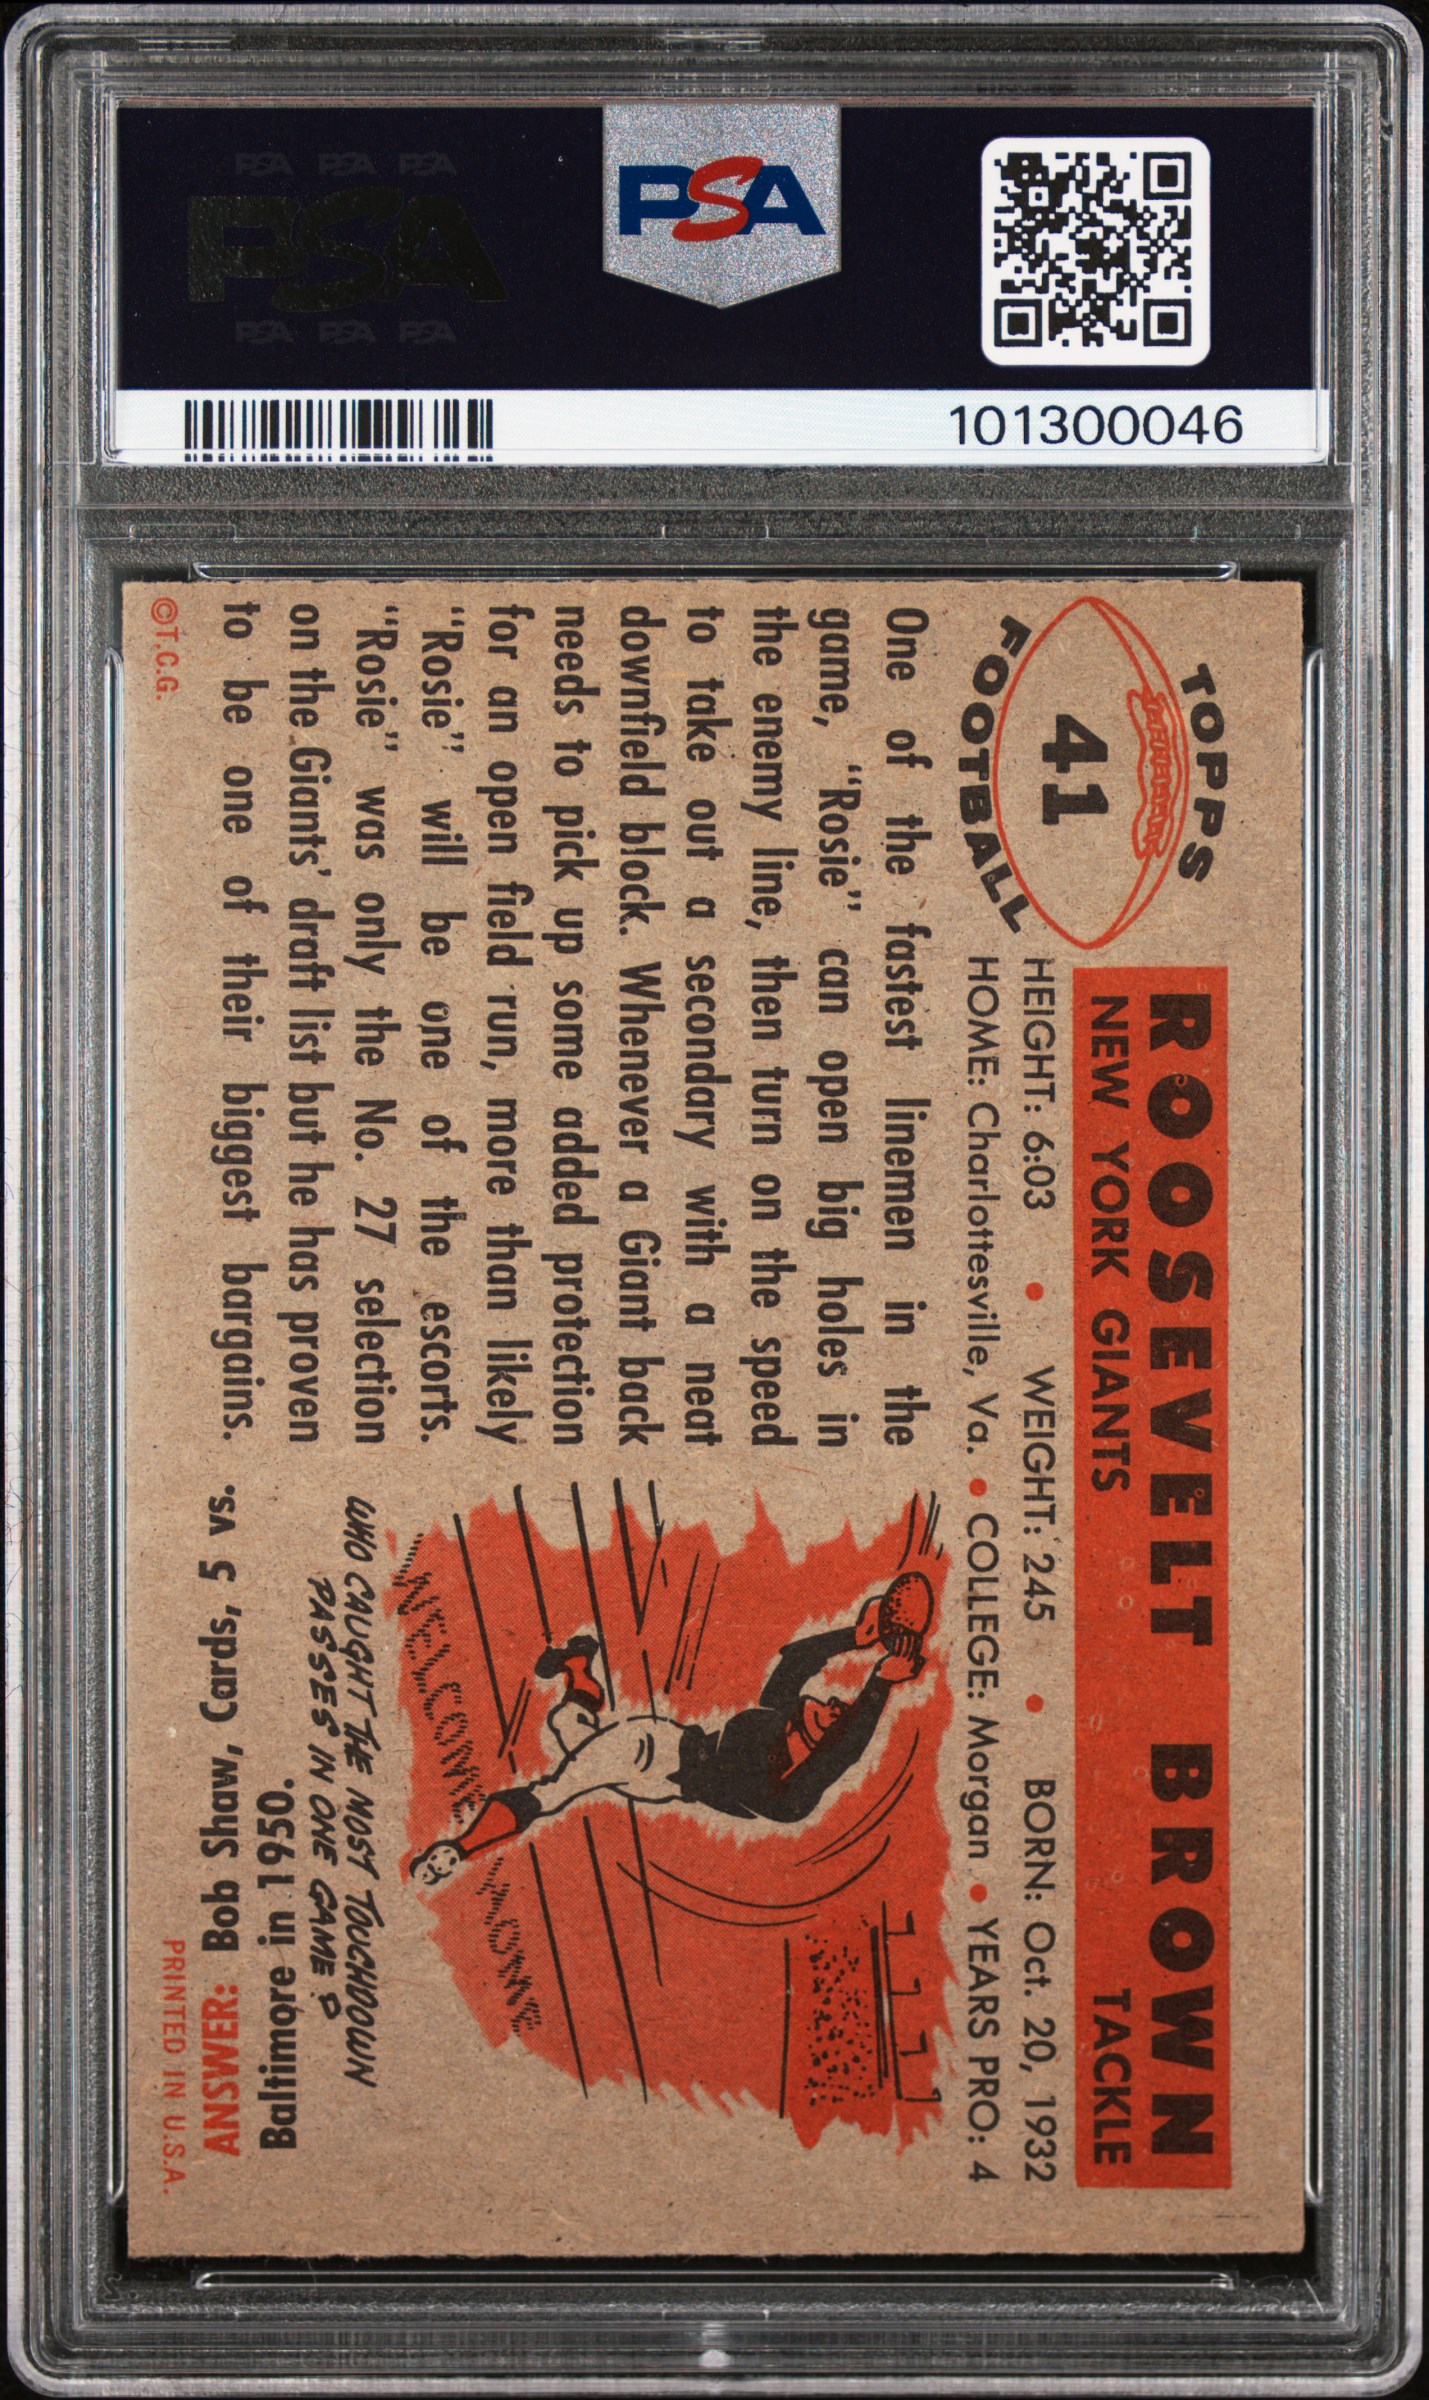 PSA PSA PSA
PSA
PSA PSA PSA
PSA
101300046
TOPPS
41
FOOTBALL
ROOSEVELT BROWN
NEW YORK GIANTS TACKLE
HEIGHT: 6:03 • WEIGHT: 245 • BORN: Oct. 20, 1932
HOME: Charlottesville, Va. • COLLEGE: Morgan • YEARS PRO: 4
One of the fastest linemen in the
game, "Rosie" can open big holes in
the enemy line, then turn on the speed
to take out a secondary with a neat
downfield block. Whenever a Giant back
needs to pick up some added protection
for an open field run, more than likely
"Rosie" will be one of the escorts.
"Rosie" was only the No. 27 selection
on the Giants' draft list but he has proven
to be one of their biggest bargains.
WELCOME HOME
WHO CAUGHT THE MOST TOUCHDOWN
PASSES IN ONE GAME?
ANSWER: Bob Shaw, Cards, 5 vs.
Baltimore in 1950.
©T.C.G.
PRINTED IN U.S.A.